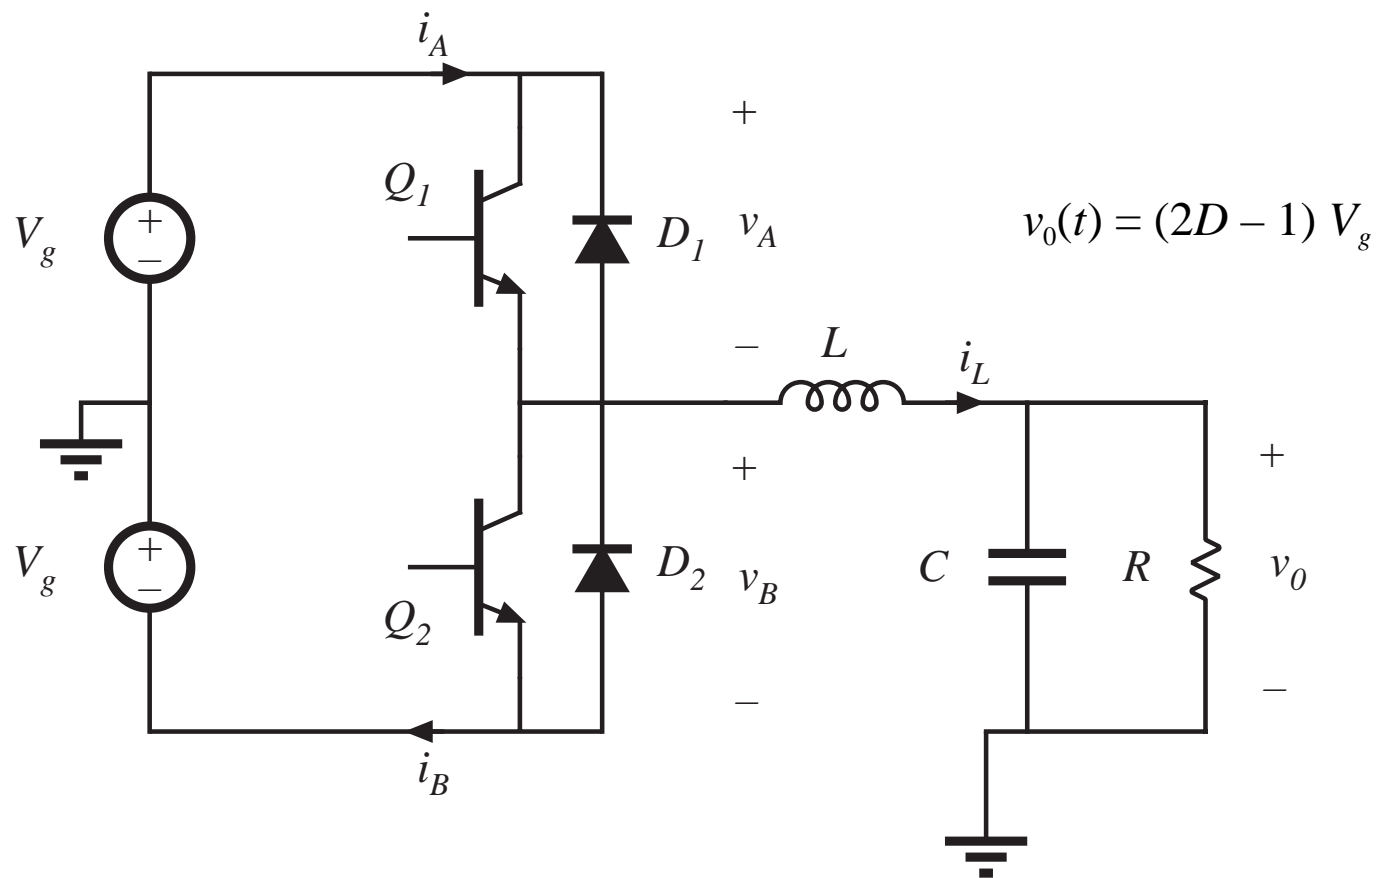 i_A
+
Q_1
V_g
+
–
D_1
v_A
v_0(t) = (2D – 1) V_g
–
L
i_L
+
+
V_g
+
–
D_2
v_B
C
R
v_0
Q_2
–
–
i_B